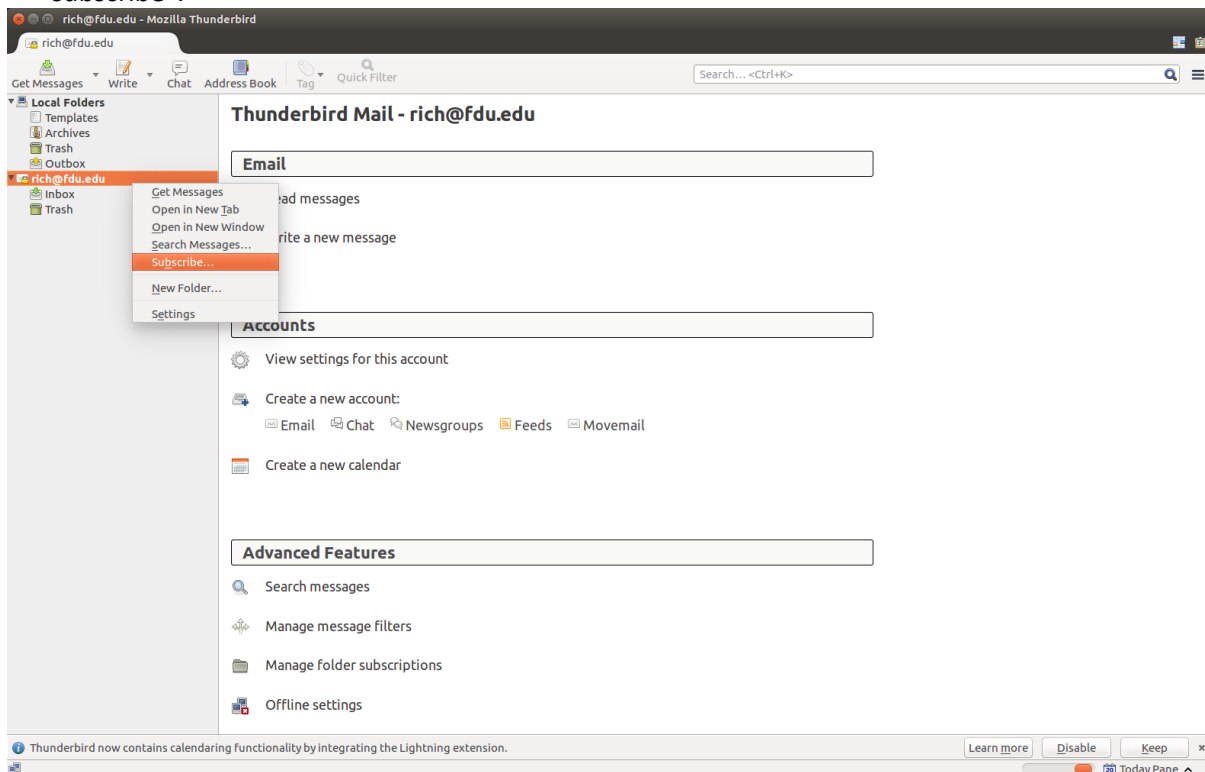 rich@fdu.edu - Mozilla Thunderbird
rich@fdu.edu
Get Messages Write Chat Address Book Tag Quick Filter Search... <Ctrl+K>
Local Folders
Templates
Archives
Trash
Outbox
rich@fdu.edu
Inbox
Trash
Get Messages
Open in New Tab
Open in New Window
Search Messages...
Subscribe...
New Folder...
Settings
Thunderbird Mail - rich@fdu.edu
Email
ead messages
rite a new message
Accounts
View settings for this account
Create a new account:
Email Chat Newsgroups Feeds Movemail
Create a new calendar
Advanced Features
Search messages
Manage message filters
Manage folder subscriptions
Offline settings
Thunderbird now contains calendaring functionality by integrating the Lightning extension. Learn more Disable Keep
20 Today Pane